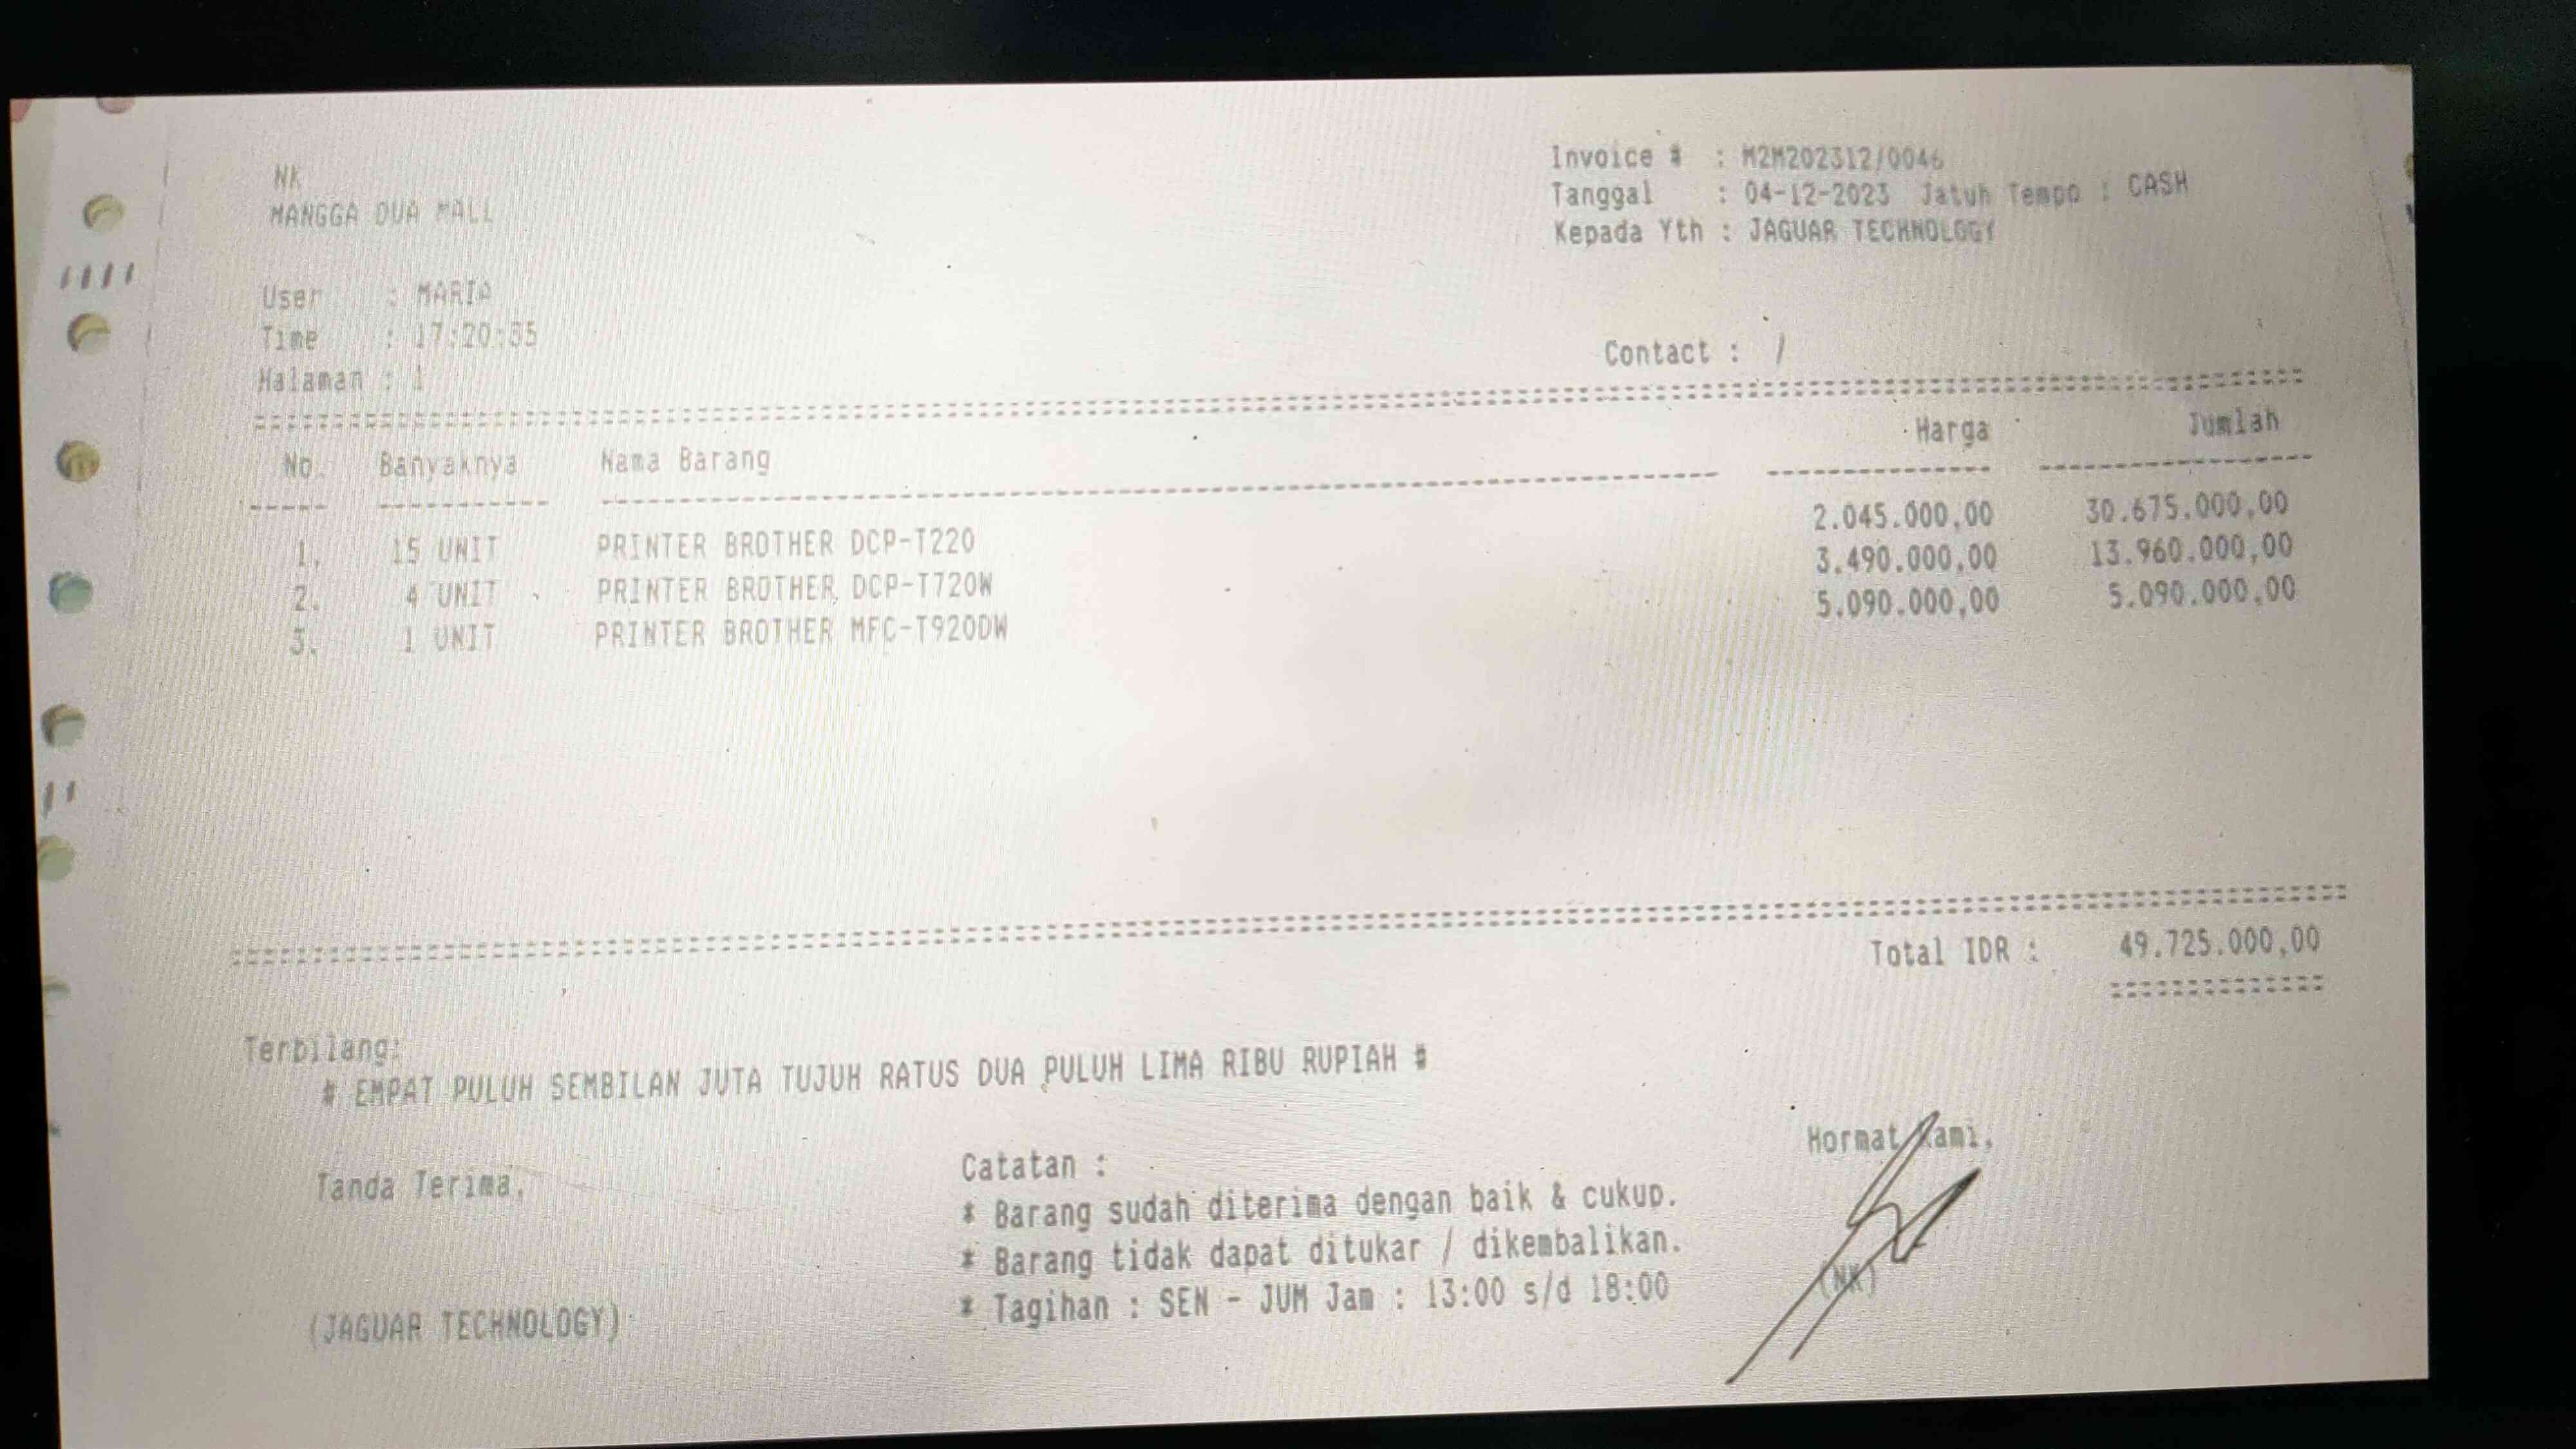 NK
MANGGA DUA MALL
Invoice # : M2M202312/0046
Tanggal : 04-12-2023 Jatuh Tempo : CASH
Kepada Yth : JAGUAR TECHNOLOGY
User : MARIA
Time : 17:20:55
Halaman : 1
Contact : /
No. Banyaknya Nama Barang Harga Jumlah
1. 15 UNIT PRINTER BROTHER DCP-T220 2.045.000,00 30.675.000,00
2. 4 UNIT PRINTER BROTHER DCP-T720W 3.490.000,00 13.960.000,00
3. 1 UNIT PRINTER BROTHER MFC-T920DW 5.090.000,00 5.090.000,00
Total IDR : 49.725.000,00
Terbilang:
# EMPAT PULUH SEMBILAN JUTA TUJUH RATUS DUA PULUH LIMA RIBU RUPIAH #
Tanda Terima,
(JAGUAR TECHNOLOGY)
Catatan :
* Barang sudah diterima dengan baik & cukup.
* Barang tidak dapat ditukar / dikembalikan.
* Tagihan : SEN - JUM Jam : 13:00 s/d 18:00
Hormat Kami,
(NK)